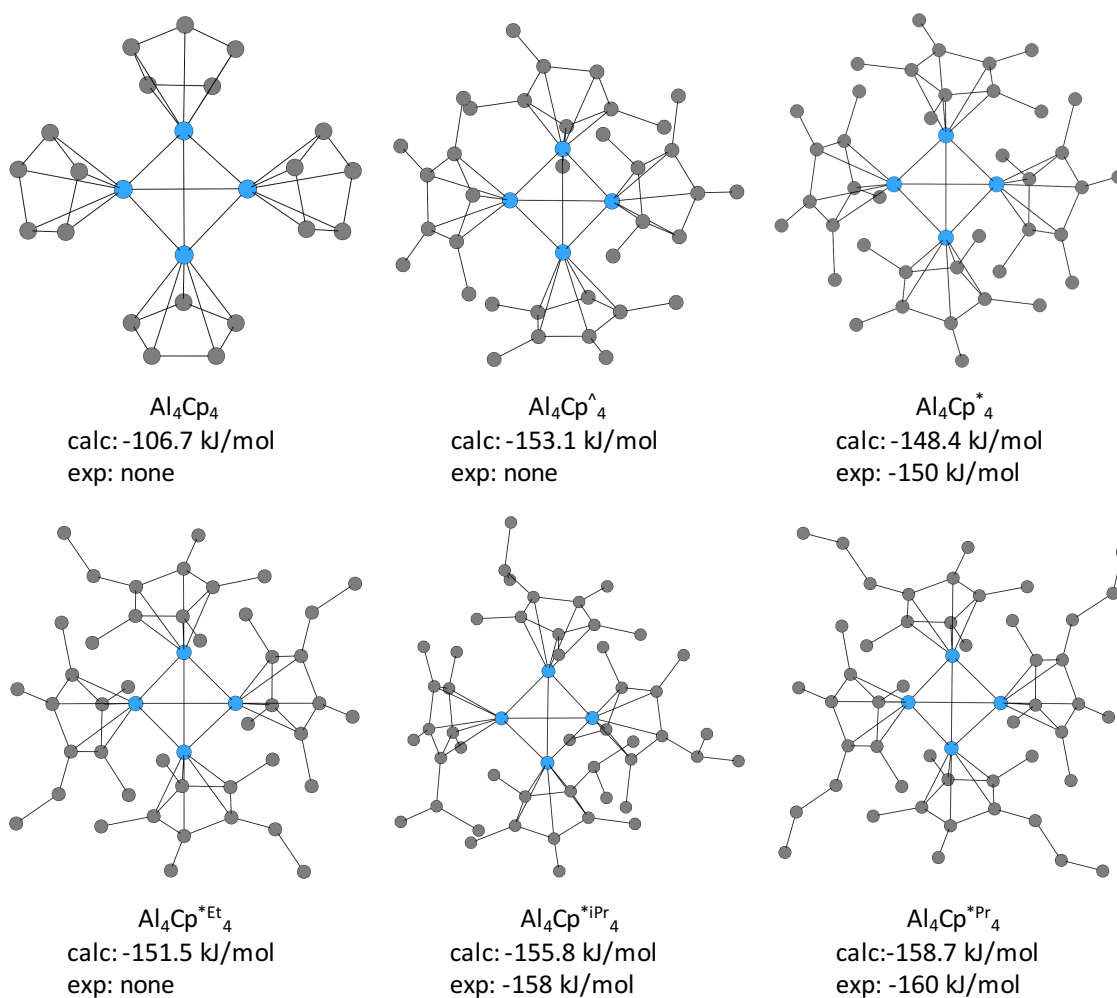 Al₄Cp₄
calc: -106.7 kJ/mol
exp: none
Al₄Cp^₄
calc: -153.1 kJ/mol
exp: none
Al₄Cp*₄
calc: -148.4 kJ/mol
exp: -150 kJ/mol
Al₄Cp*ᴱᵗ₄
calc: -151.5 kJ/mol
exp: none
Al₄Cp*ⁱᴾʳ₄
calc: -155.8 kJ/mol
exp: -158 kJ/mol
Al₄Cp*ᴾʳ₄
calc:-158.7 kJ/mol
exp: -160 kJ/mol